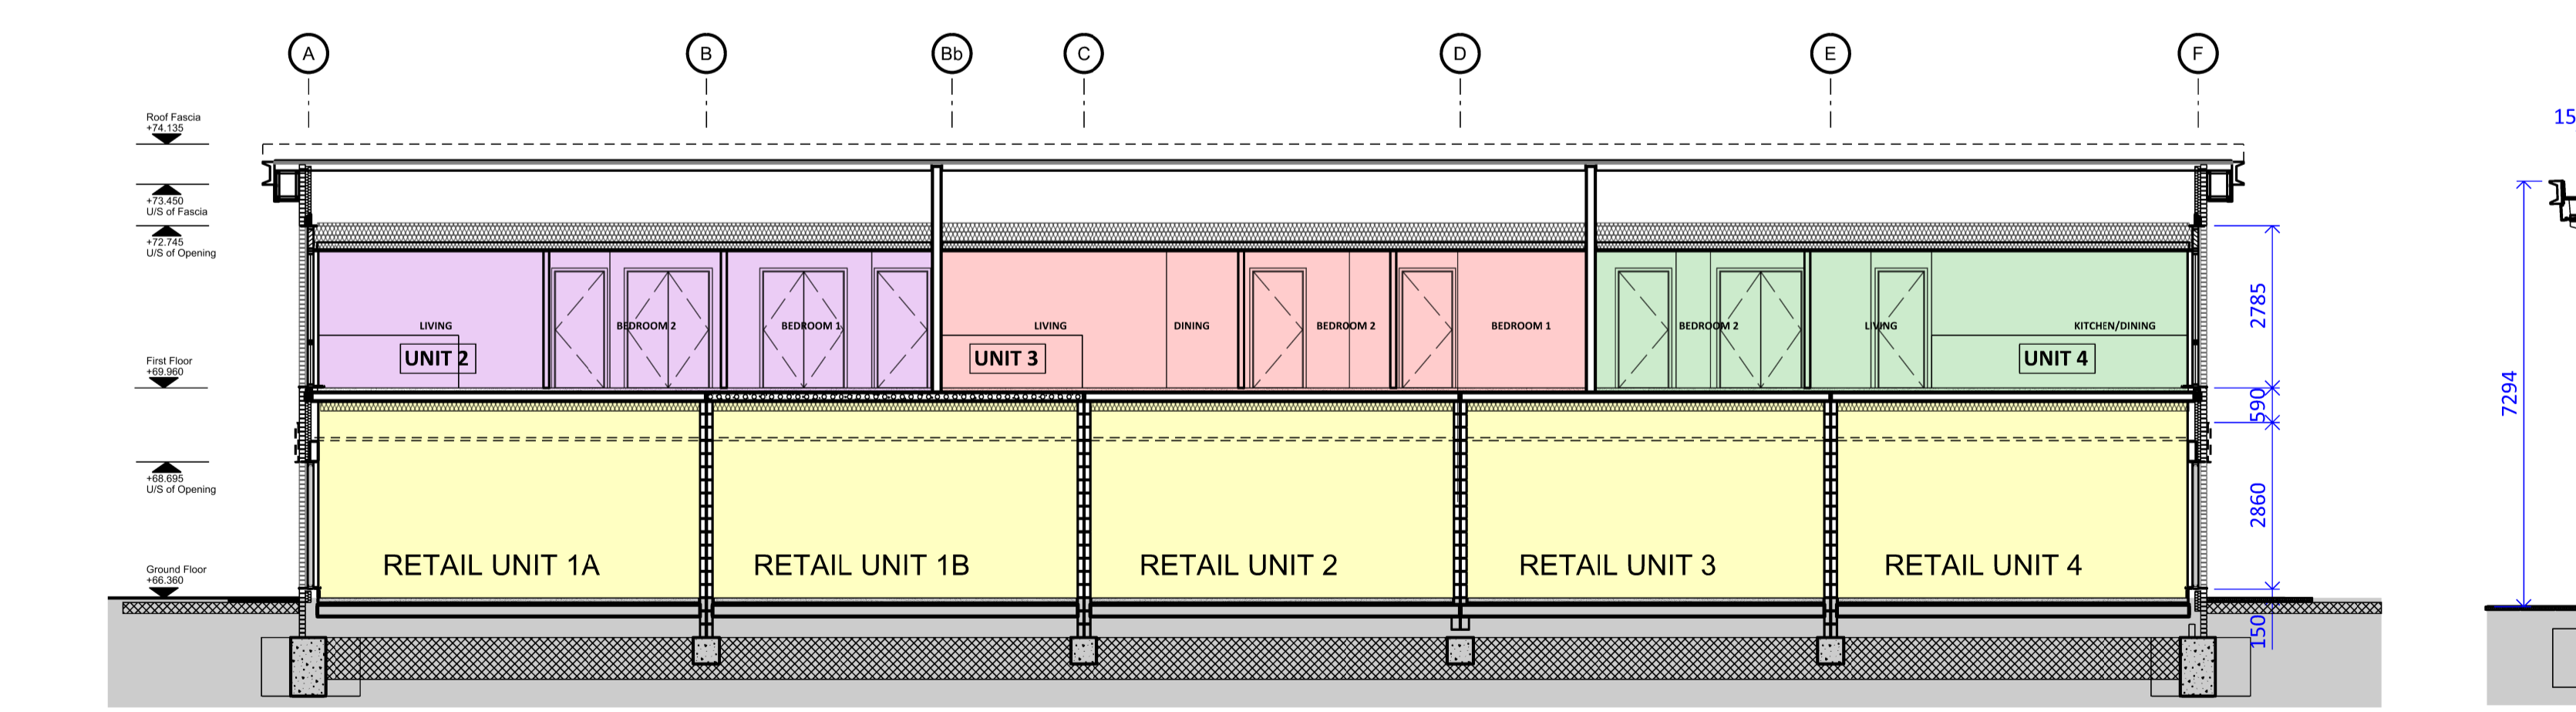 A B Bb C D E F
Roof Fascia
+74.135
+73.450
U/S of Fascia
+72.745
U/S of Opening
First Floor
+69.960
+68.695
U/S of Opening
Ground Floor
+66.360
LIVING BEDROOM 2 BEDROOM 1 LIVING DINING BEDROOM 2 BEDROOM 1 BEDROOM 2 LIVING KITCHEN/DINING
UNIT 2 UNIT 3 UNIT 4
RETAIL UNIT 1A RETAIL UNIT 1B RETAIL UNIT 2 RETAIL UNIT 3 RETAIL UNIT 4
2785
590
2860
150
15
7294